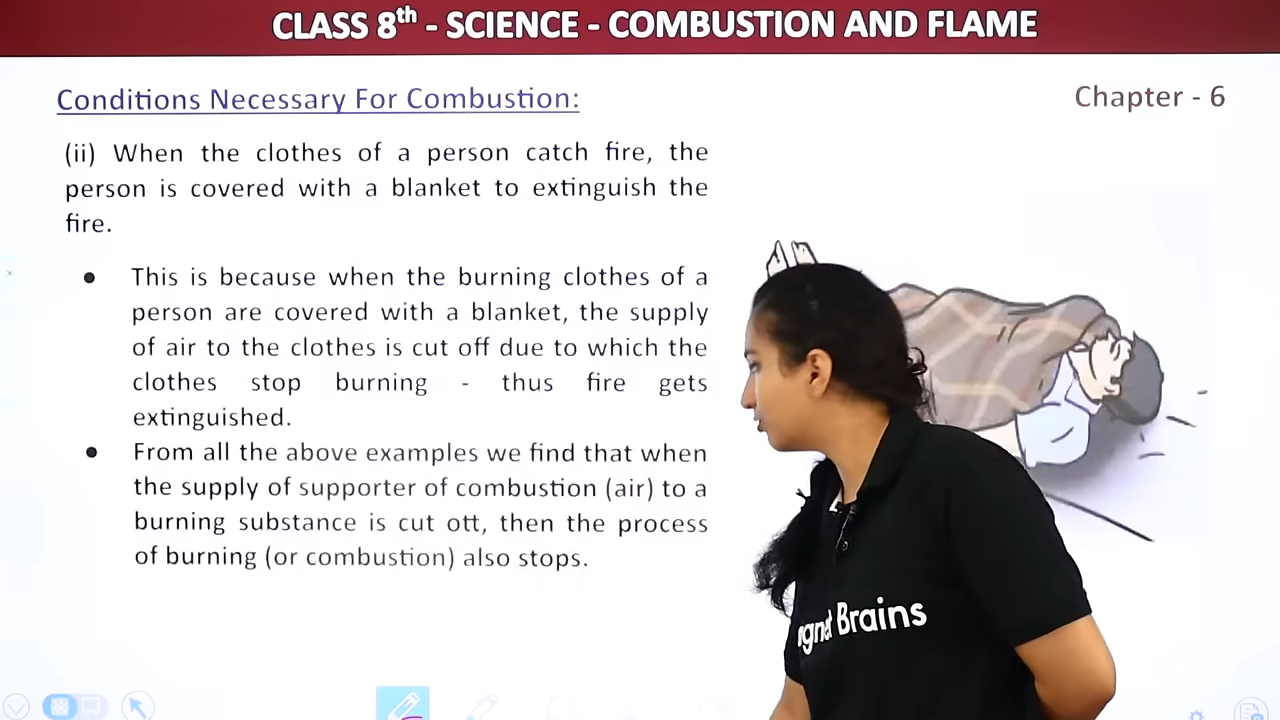 CLASS 8th - SCIENCE - COMBUSTION AND FLAME
Conditions Necessary For Combustion:
Chapter - 6
(ii) When the clothes of a person catch fire, the
person is covered with a blanket to extinguish the
fire.
● This is because when the burning clothes of a
person are covered with a blanket, the supply
of air to the clothes is cut off due to which the
clothes stop burning - thus fire gets
extinguished.
● From all the above examples we find that when
the supply of supporter of combustion (air) to a
burning substance is cut ott, then the process
of burning (or combustion) also stops.
Brains